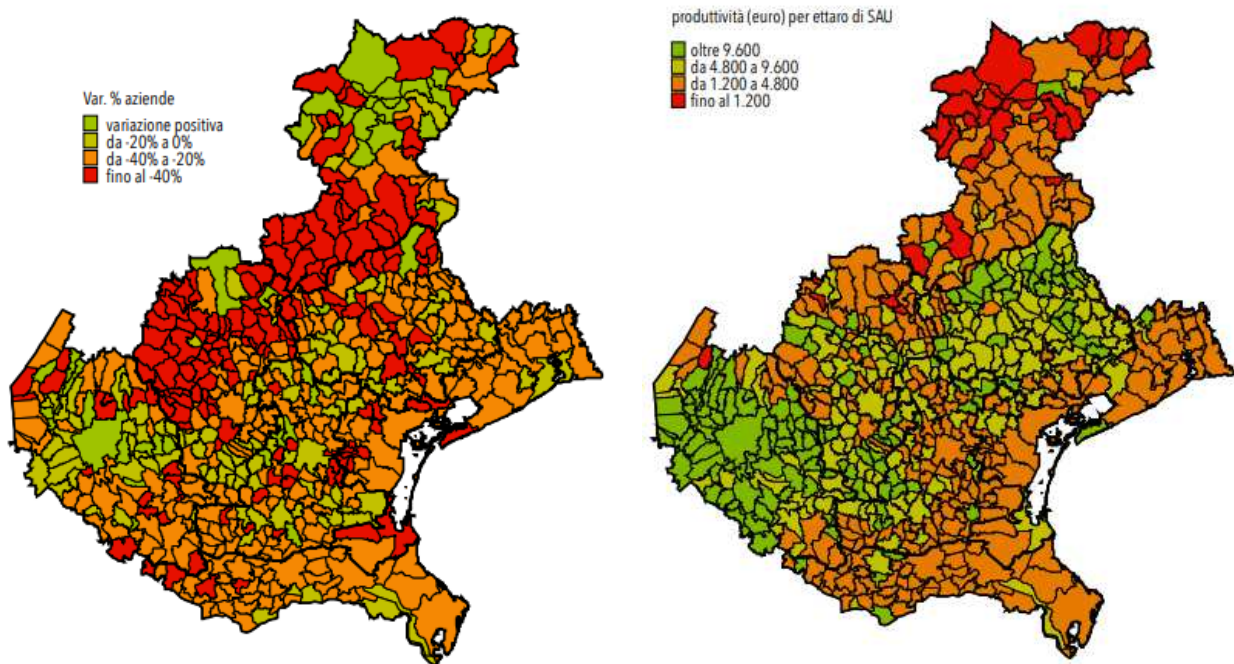 Var. % aziende
variazione positiva
da -20% a 0%
da -40% a -20%
fino al -40%
produttività (euro) per ettaro di SAU
oltre 9.600
da 4.800 a 9.600
da 1.200 a 4.800
fino al 1.200